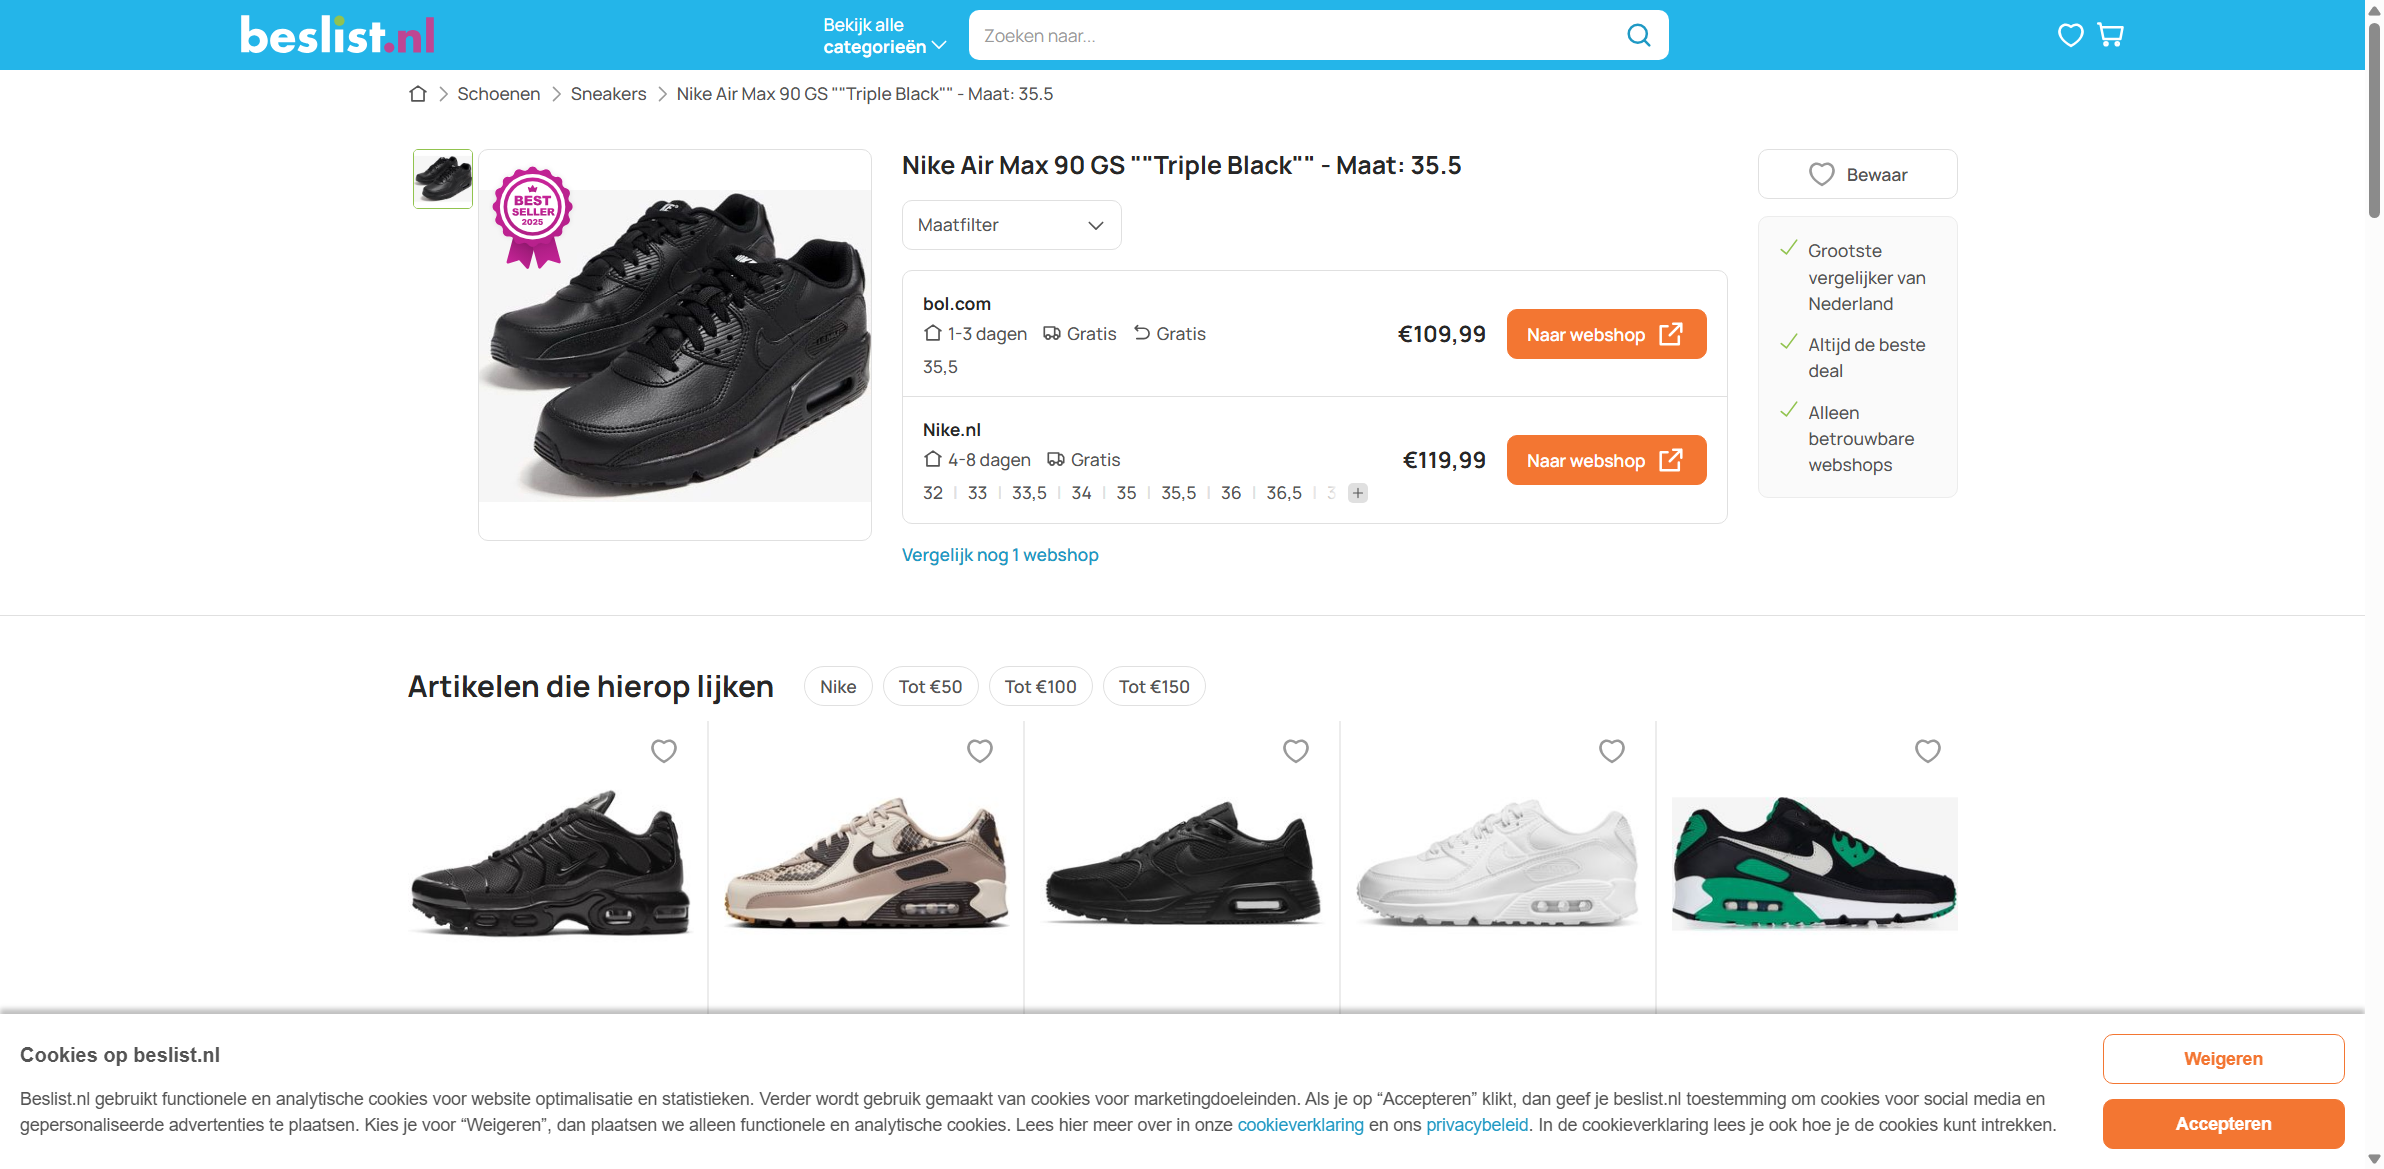 beslist.nl
Bekijk alle
categorieën
Zoeken naar...
Schoenen
Sneakers
Nike Air Max 90 GS ""Triple Black"" - Maat: 35.5
BEST
SELLER
2025
Nike Air Max 90 GS ""Triple Black"" - Maat: 35.5
Maatfilter
bol.com
1-3 dagen Gratis Gratis
35,5
€109,99
Naar webshop
Nike.nl
4-8 dagen Gratis
32 33 33,5 34 35 35,5 36 36,5
€119,99
Naar webshop
Vergelijk nog 1 webshop
Bewaar
Grootste
vergelijker van
Nederland
Altijd de beste
deal
Alleen
betrouwbare
webshops
Artikelen die hierop lijken
Nike
Tot €50
Tot €100
Tot €150
Cookies op beslist.nl
Beslist.nl gebruikt functionele en analytische cookies voor website optimalisatie en statistieken. Verder wordt gebruik gemaakt van cookies voor marketingdoeleinden. Als je op “Accepteren” klikt, dan geef je beslist.nl toestemming om cookies voor social media en
gepersonaliseerde advertenties te plaatsen. Kies je voor “Weigeren”, dan plaatsen we alleen functionele en analytische cookies. Lees hier meer over in onze cookieverklaring en ons privacybeleid. In de cookieverklaring lees je ook hoe je de cookies kunt intrekken.
Weigeren
Accepteren